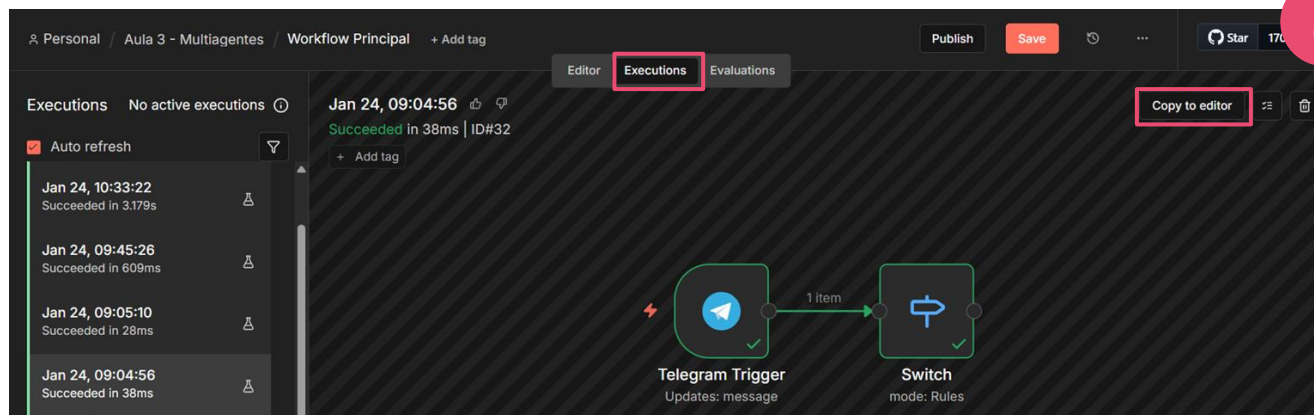 Personal / Aula 3 - Multiagentes / Workflow Principal + Add tag
Publish
Save
...
Star
Editor Executions Evaluations
Executions No active executions
Auto refresh
Jan 24, 10:33:22
Succeeded in 3.179s
Jan 24, 09:45:26
Succeeded in 609ms
Jan 24, 09:05:10
Succeeded in 28ms
Jan 24, 09:04:56
Succeeded in 38ms
Jan 24, 09:04:56
Succeeded in 38ms | ID#32
+ Add tag
Copy to editor
1 item
Telegram Trigger
Updates: message
Switch
mode: Rules